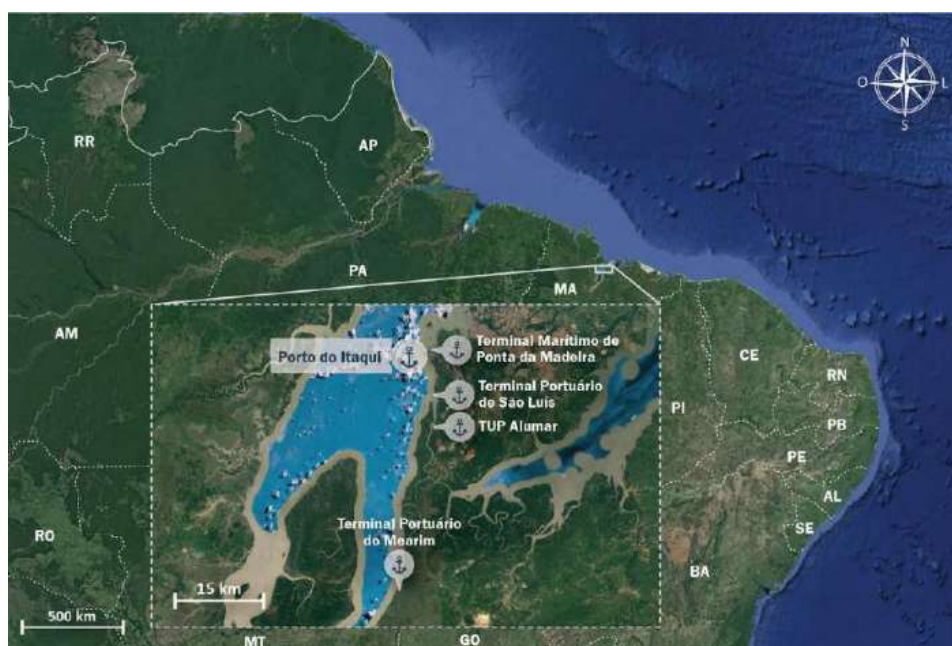 N
O
L
S
RR
AP
PA
MA
AM
CE
RN
PI
PB
PE
AL
SE
RO
BA
MT
GO
Porto do Itaqui
Terminal Marítimo de
Ponta da Madeira
Terminal Portuário
de São Luís
TUP Alumar
Terminal Portuário
do Mearim
15 km
500 km